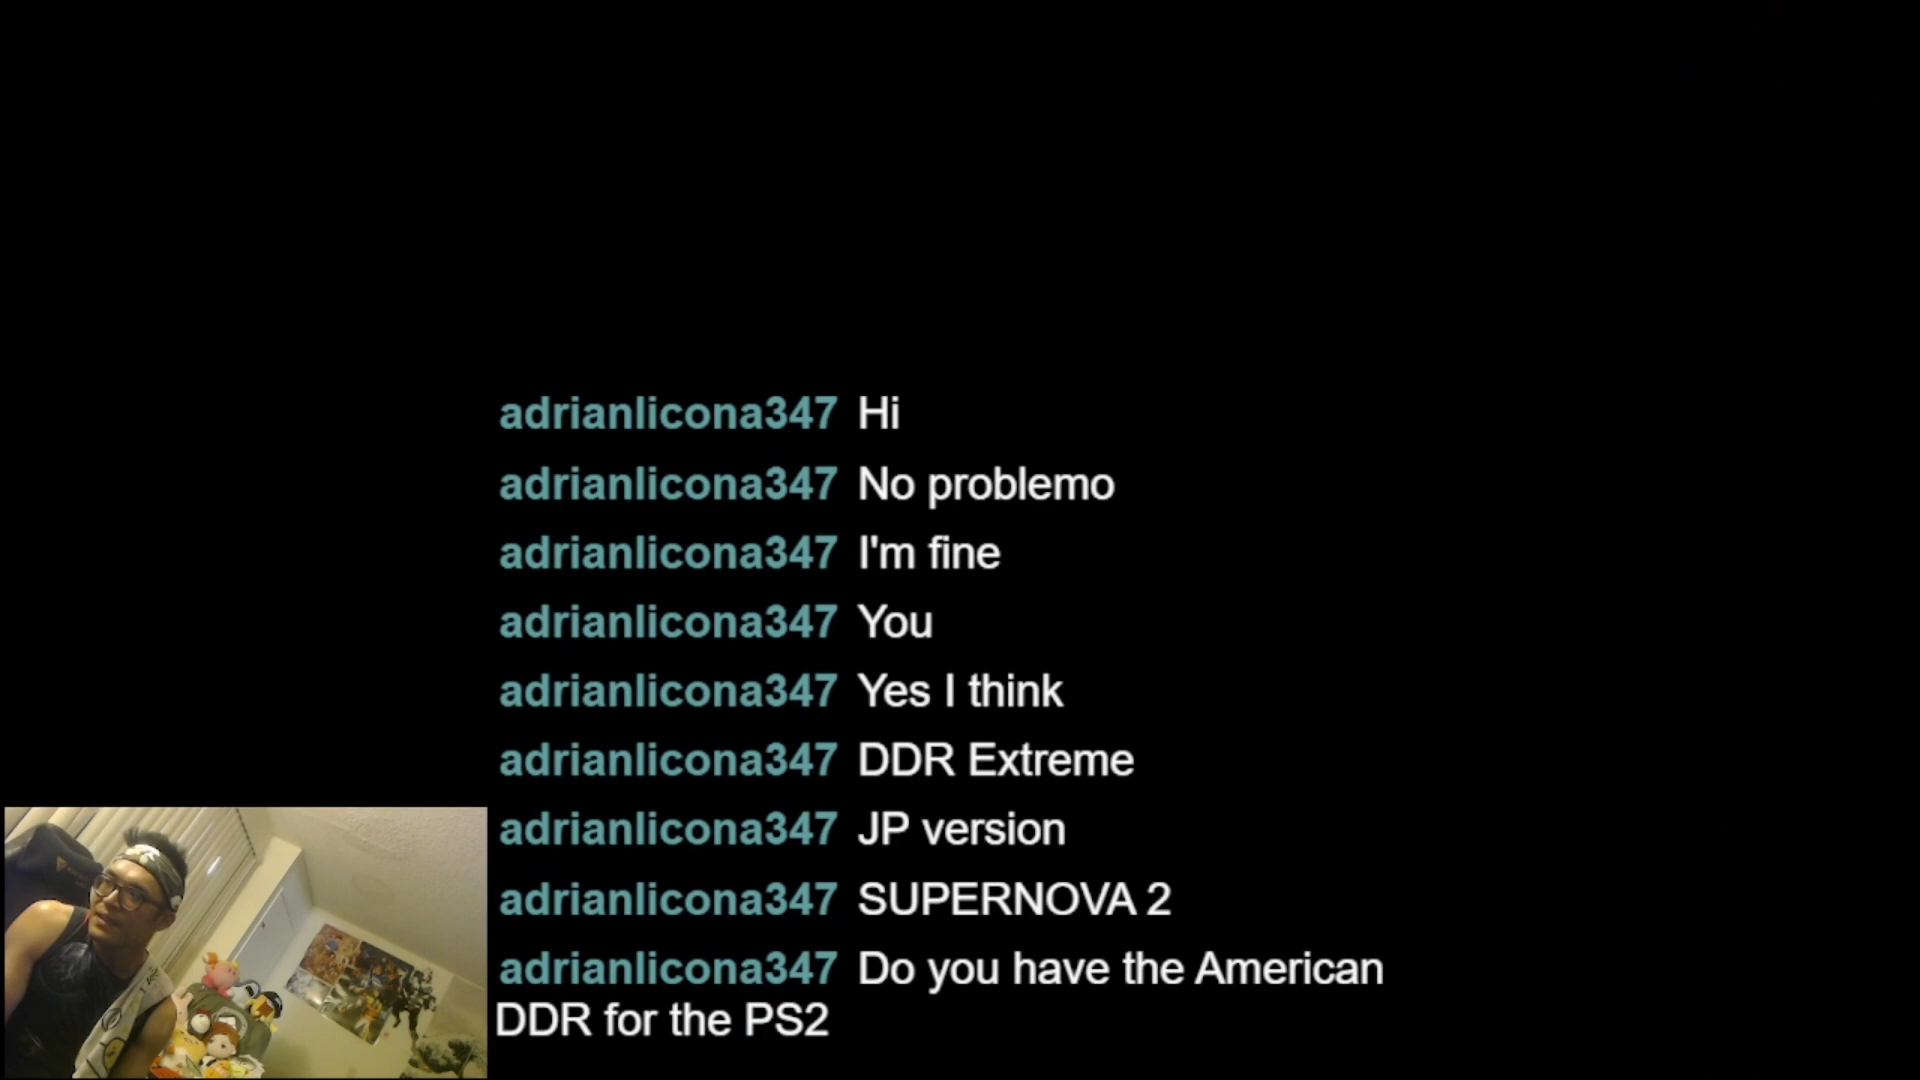 adrianlicona347 Hi
adrianlicona347 No problemo
adrianlicona347 I'm fine
adrianlicona347 You
adrianlicona347 Yes I think
adrianlicona347 DDR Extreme
adrianlicona347 JP version
adrianlicona347 SUPERNOVA 2
adrianlicona347 Do you have the American
DDR for the PS2